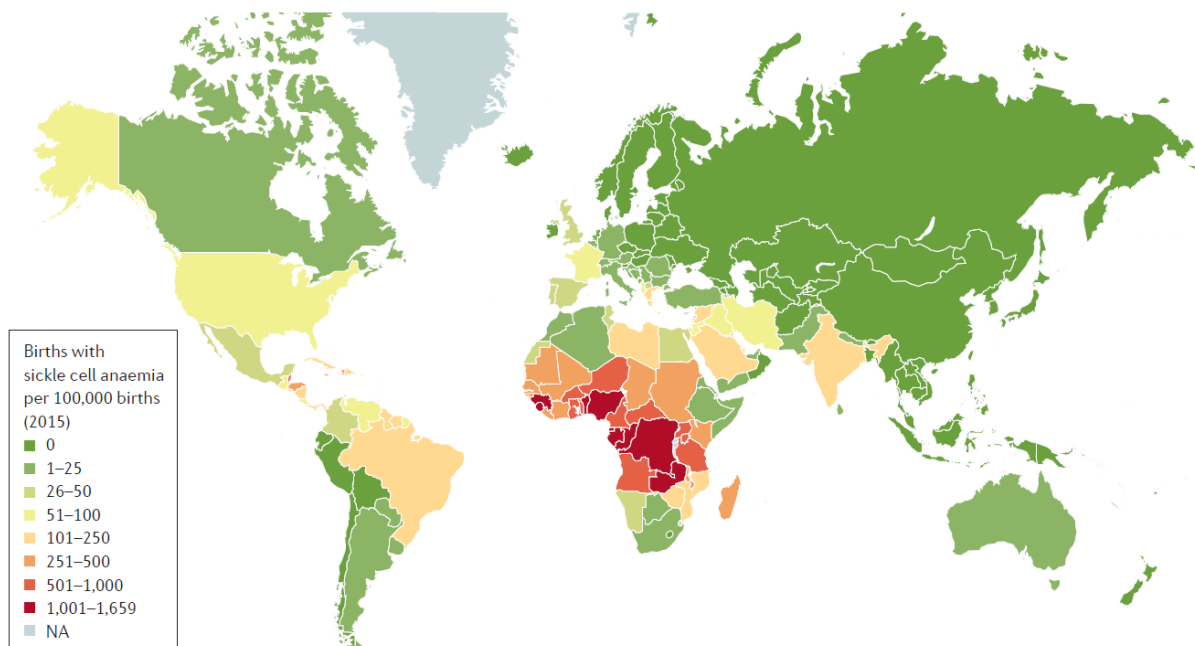 Births with
sickle cell anaemia
per 100,000 births
(2015)
0
1–25
26–50
51–100
101–250
251–500
501–1,000
1,001–1,659
NA